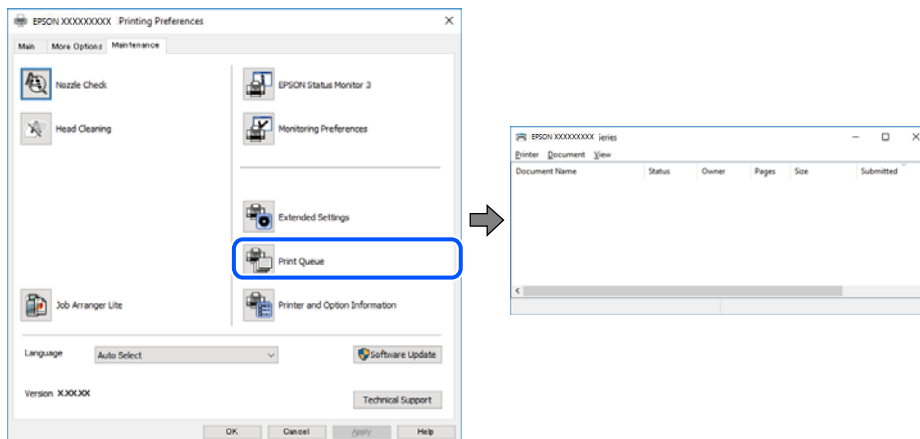 EPSON XXXXXXXXX Printing Preferences
Main More Options Maintenance
Nozzle Check
EPSON Status Monitor 3
Head Cleaning
Monitoring Preferences
Extended Settings
Print Queue
Job Arranger Lite
Printer and Option Information
Language Auto Select Software Update
Version X.XX.XX
Technical Support
OK Cancel Apply Help
EPSON XXXXXXXXX ieries
Printer Document View
Document Name Status Owner Pages Size Submitted